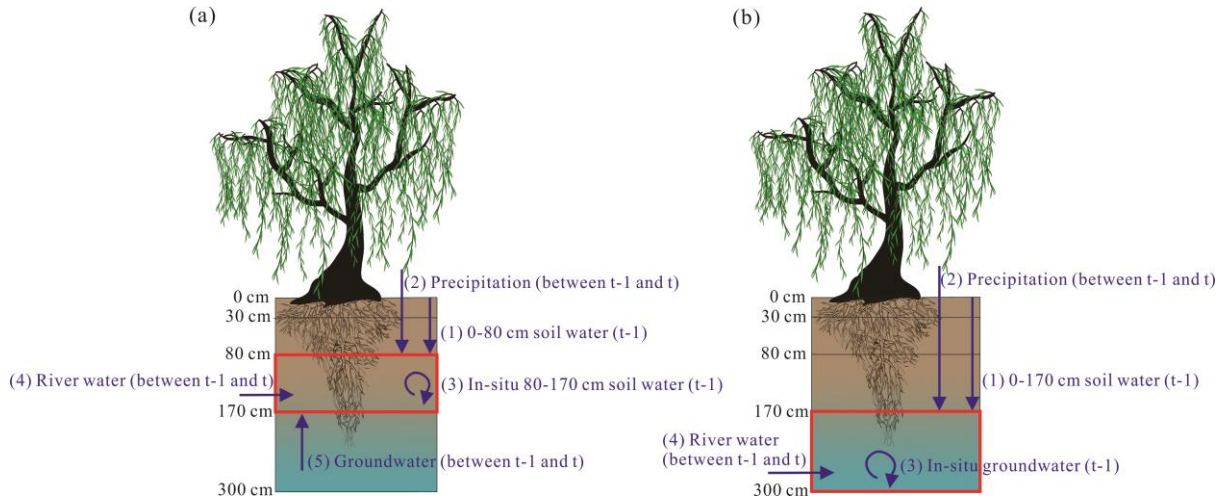 (a)
(2) Precipitation (between t-1 and t)
0 cm
30 cm
(1) 0-80 cm soil water (t-1)
80 cm
(4) River water (between t-1 and t)
(3) In-situ 80-170 cm soil water (t-1)
170 cm
(5) Groundwater (between t-1 and t)
300 cm
(b)
(2) Precipitation (between t-1 and t)
0 cm
30 cm
80 cm
(1) 0-170 cm soil water (t-1)
170 cm
(4) River water
(between t-1 and t)
(3) In-situ groundwater (t-1)
300 cm